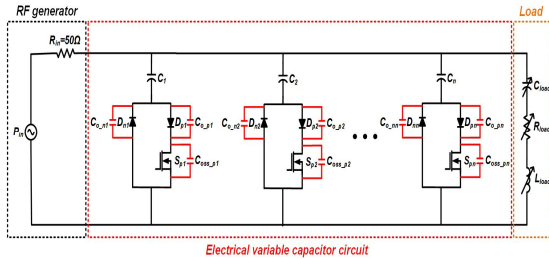 RF generator
Load
R_in=50Ω
P_in
C_1
C_2
C_n
C_o_n1
D_n1
D_p1
C_o_p1
S_p1
C_oss_p1
C_o_n2
D_n2
D_p2
C_o_p2
S_p2
C_oss_p2
C_o_nn
D_nn
D_pn
C_o_pn
S_pn
C_oss_pn
C_load
R_load
L_load
Electrical variable capacitor circuit